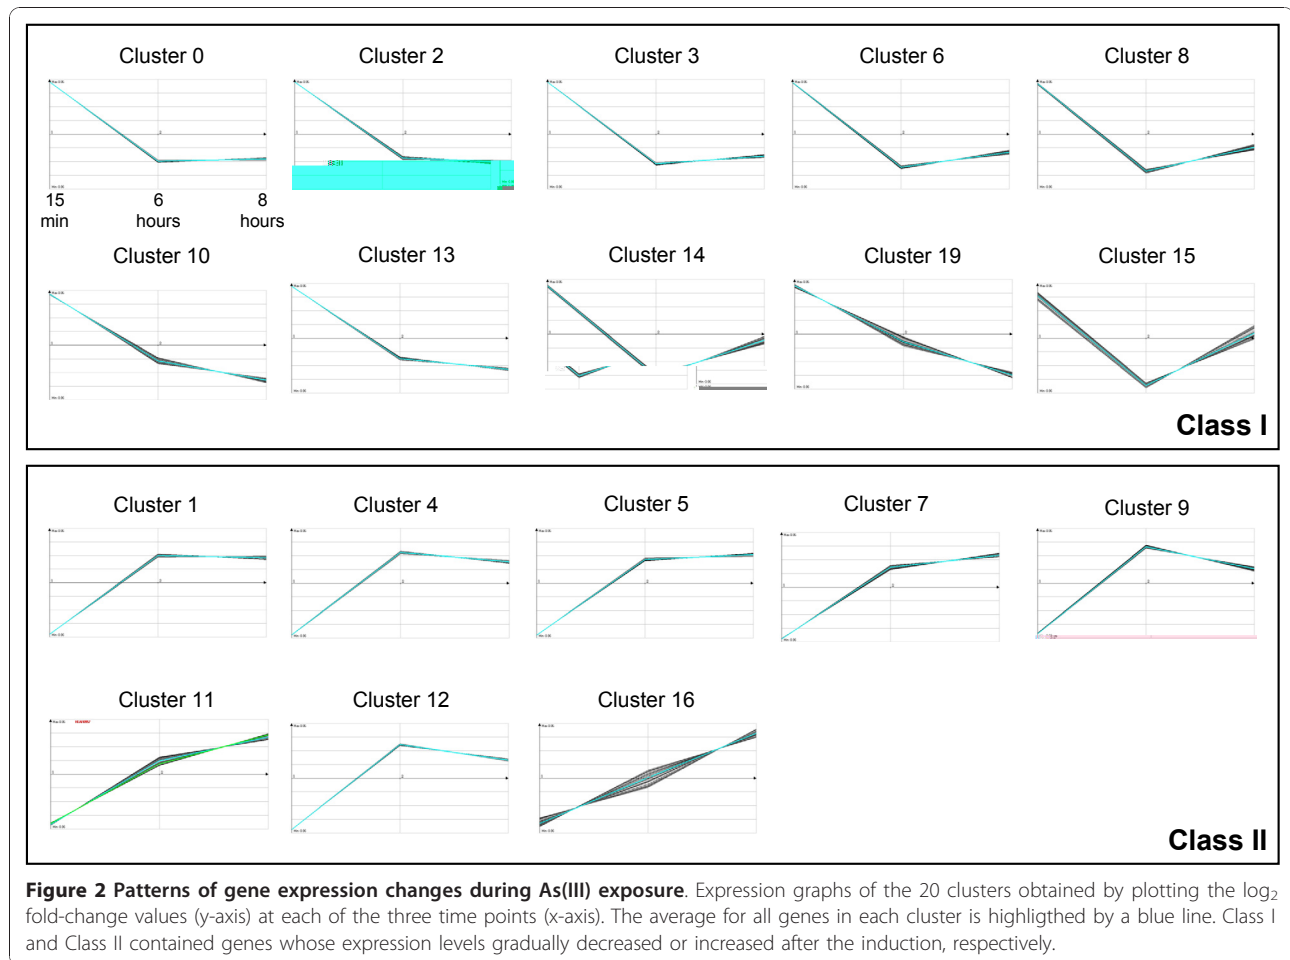 Cluster 0
Cluster 2
Cluster 3
Cluster 6
Cluster 8
15 min
6 hours
8 hours
Cluster 10
Cluster 13
Cluster 14
Cluster 19
Cluster 15
Class I
Cluster 1
Cluster 4
Cluster 5
Cluster 7
Cluster 9
Cluster 11
Cluster 12
Cluster 16
Class II
Figure 2 Patterns of gene expression changes during As(III) exposure. Expression graphs of the 20 clusters obtained by plotting the log2
fold-change values (y-axis) at each of the three time points (x-axis). The average for all genes in each cluster is highligthed by a blue line. Class I
and Class II contained genes whose expression levels gradually decreased or increased after the induction, respectively.